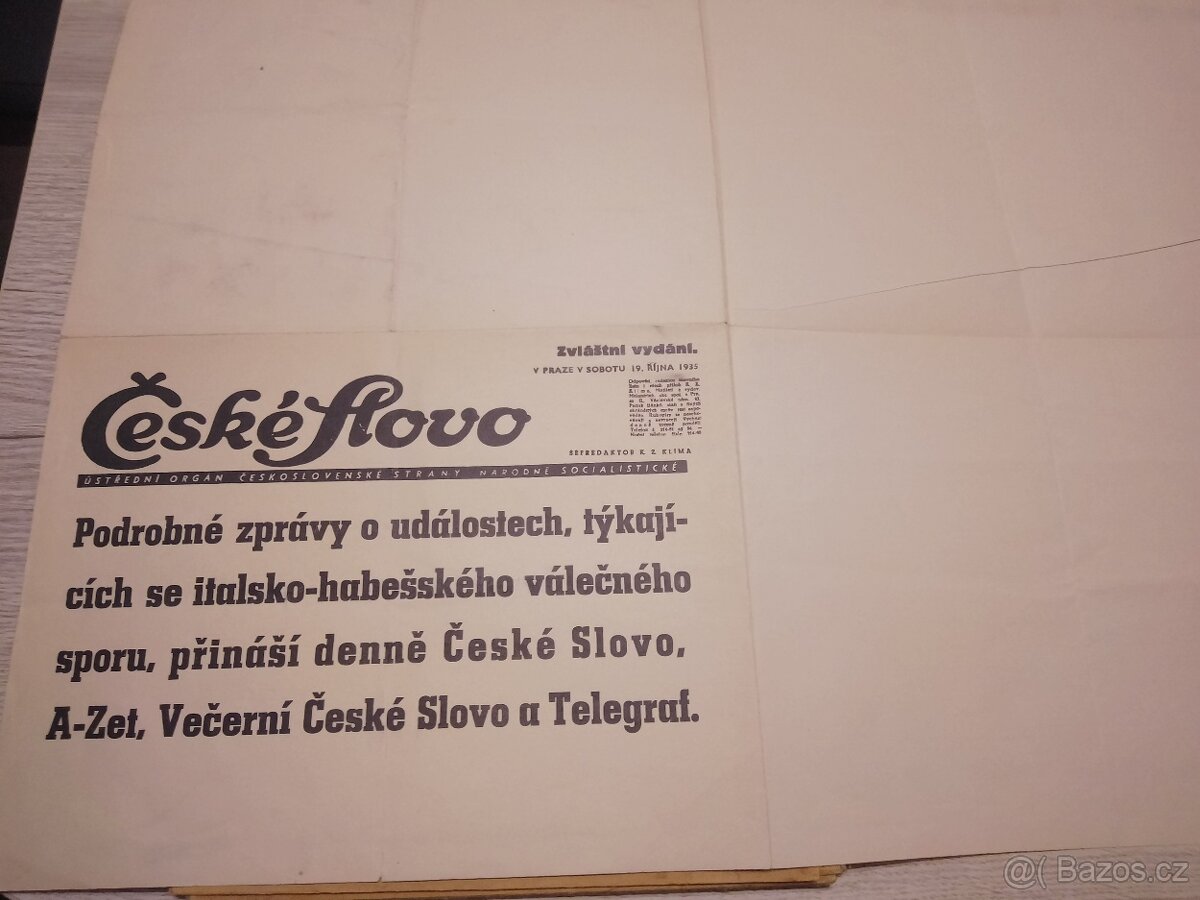 Zvláštní vydání.
V PRAZE V SOBOTU 19. ŘÍJNA 1935
České Slovo
ŠÉFREDAKTOR K. Z. KLÍMA
ÚSTŘEDNÍ ORGÁN ČESKOSLOVENSKÉ STRANY NÁRODNĚ SOCIALISTICKÉ
Podrobné zprávy o událostech, týkají-
cích se italsko-habešského válečného
sporu, přináší denně České Slovo,
A-Zet, Večerní České Slovo a Telegraf.
@( Bazos.cz